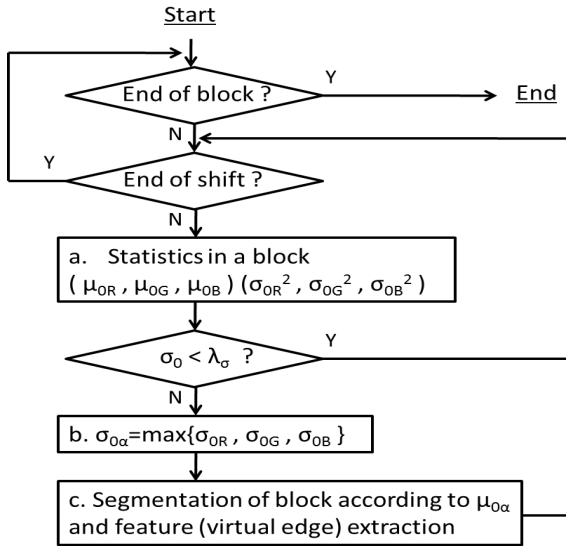 Start
End of block ?
Y
End
N
End of shift ?
Y
N
a. Statistics in a block
( μ0R , μ0G , μ0B ) (σ0R² , σ0G² , σ0B² )
σ0 < λσ ?
Y
N
b. σ0α=max{σ0R , σ0G , σ0B }
c. Segmentation of block according to μ0α
and feature (virtual edge) extraction